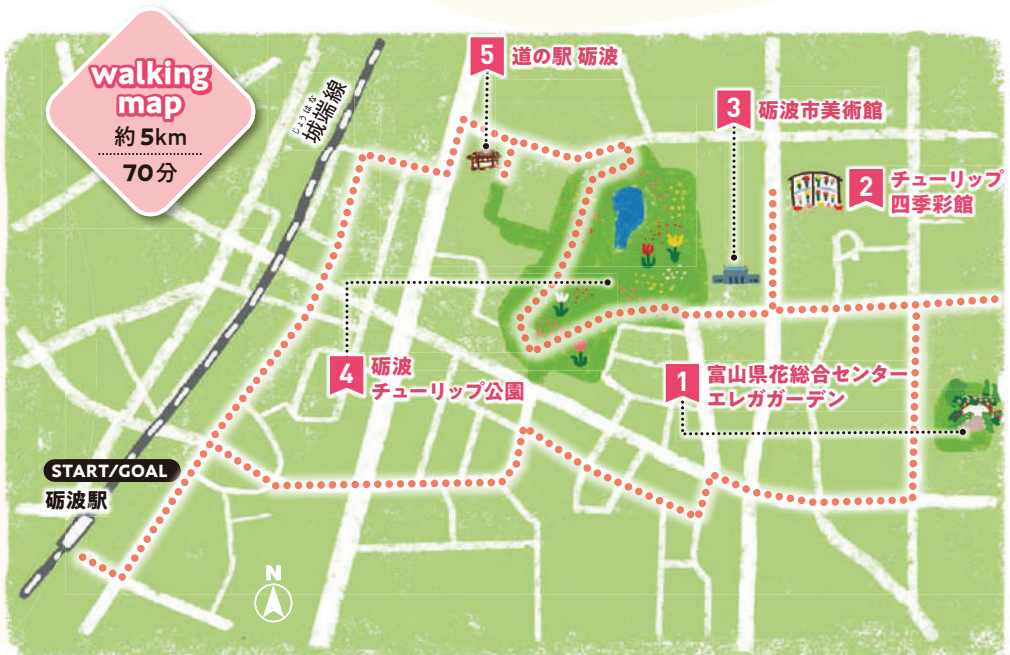 walking
map
約5km
70分
じょうはな
城端線
5 道の駅 砺波
3 砺波市美術館
2 チューリップ
四季彩館
4 砺波
チューリップ公園
1 富山県花総合センター
エレガガーデン
START/GOAL
砺波駅
N